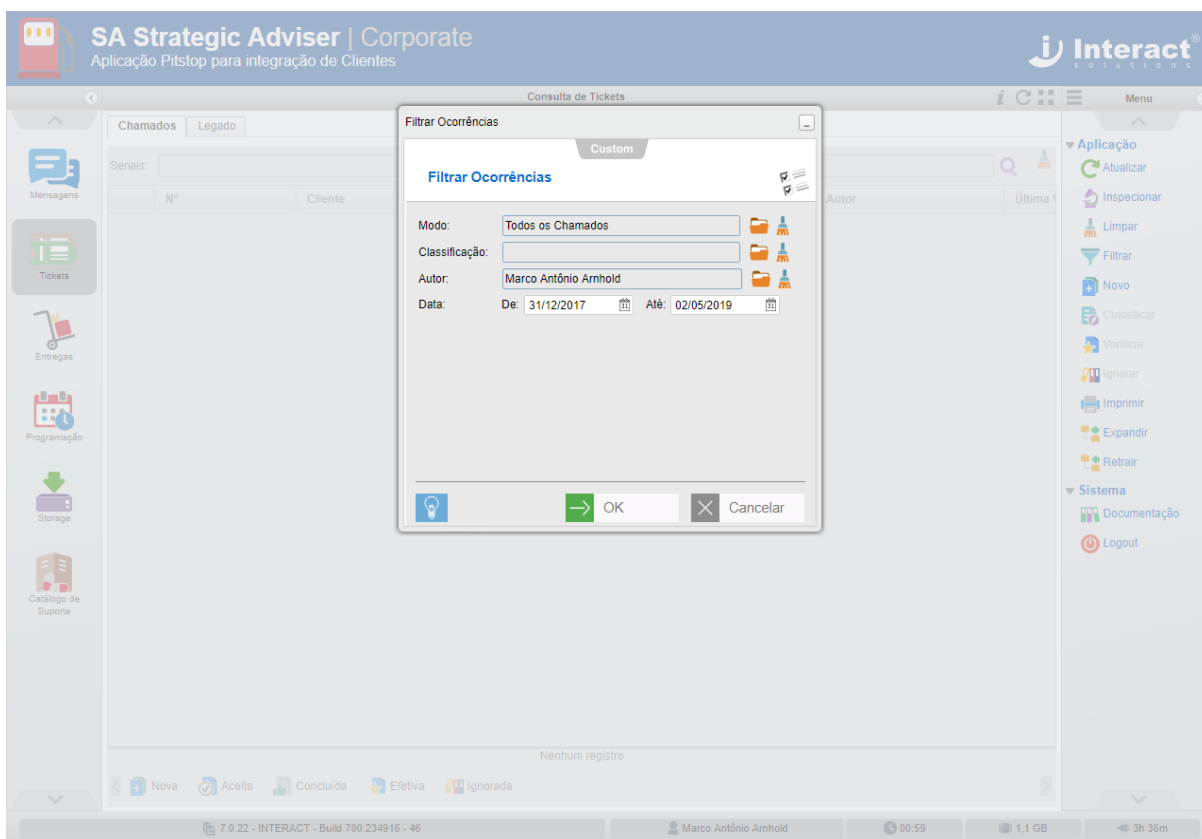 SA Strategic Adviser | Corporate
Aplicação Pitstop para integração de Clientes
Interact®
solutions
Consulta de Tickets
Menu
Chamados
Legado
Seriais:
Nº
Cliente
Autor
Mensagens
Tickets
Entregas
Programação
Storage
Catálogo de
Suporte
Filtrar Ocorrências
Custom
Filtrar Ocorrências
Modo:
Todos os Chamados
Classificação:
Autor:
Marco Antônio Arnhold
Data:
De: 31/12/2017
Até: 02/05/2019
OK
Cancelar
Última
Aplicação
Atualizar
Inspecionar
Limpar
Filtrar
Novo
Classificar
Verificar
Ignorar
Imprimir
Expandir
Retrair
Sistema
Documentação
Logout
Nenhum registro
Nova
Aceita
Concluída
Efetiva
Ignorada
7.0.22 - INTERACT - Build 700.234916 - 46
Marco Antônio Arnhold
00:59
1.1 GB
3h 36m